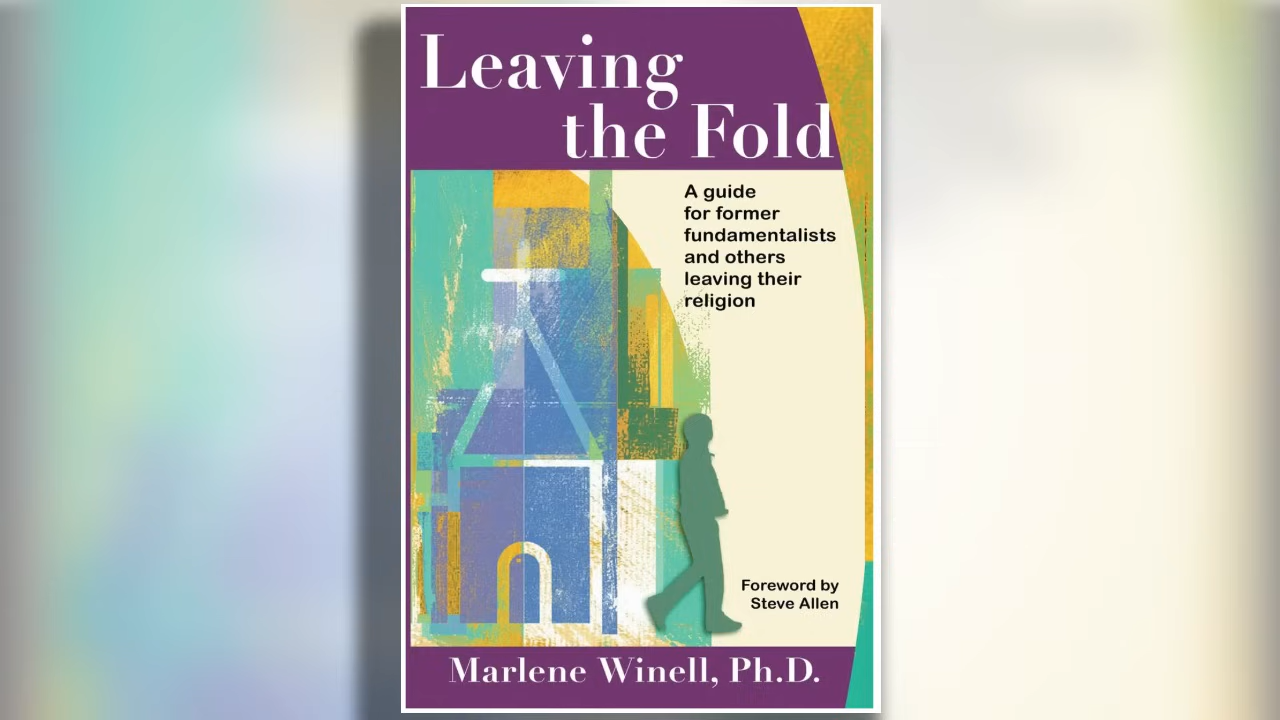 Leaving
the Fold
A guide
for former
fundamentalists
and others
leaving their
religion
Foreword by
Steve Allen
Marlene Winell, Ph.D.